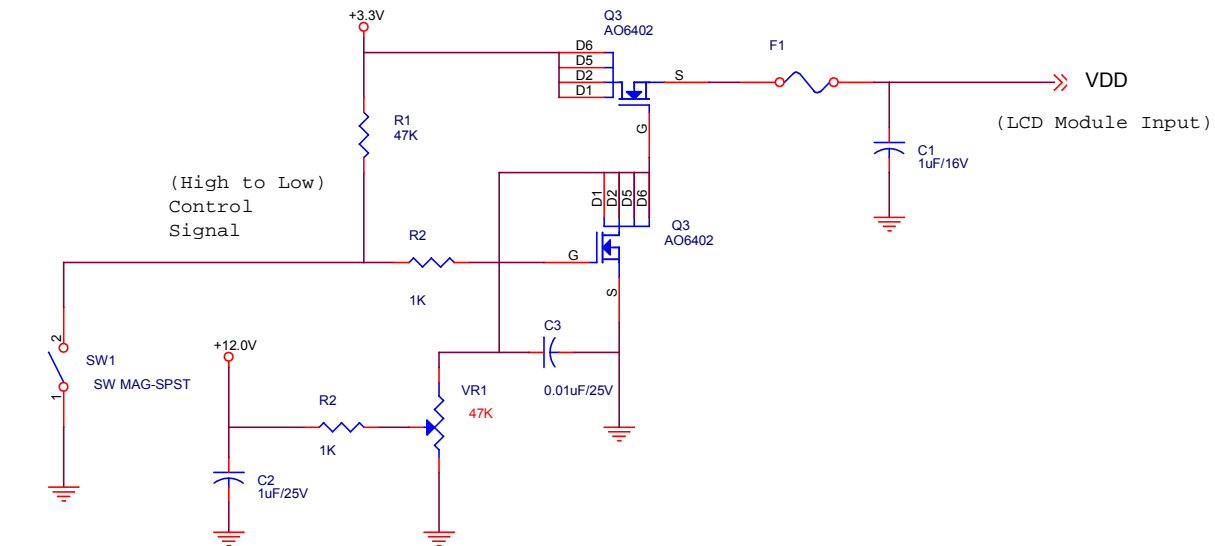 +3.3V
Q3
AO6402
D6
D5
D2
D1
S
G
F1
VDD
(LCD Module Input)
R1
47K
C1
1uF/16V
(High to Low)
Control
Signal
D1
D2
D5
D6
Q3
AO6402
R2
G
1K
S
2
SW1
SW MAG-SPST
1
+12.0V
C3
0.01uF/25V
VR1
47K
R2
1K
C2
1uF/25V